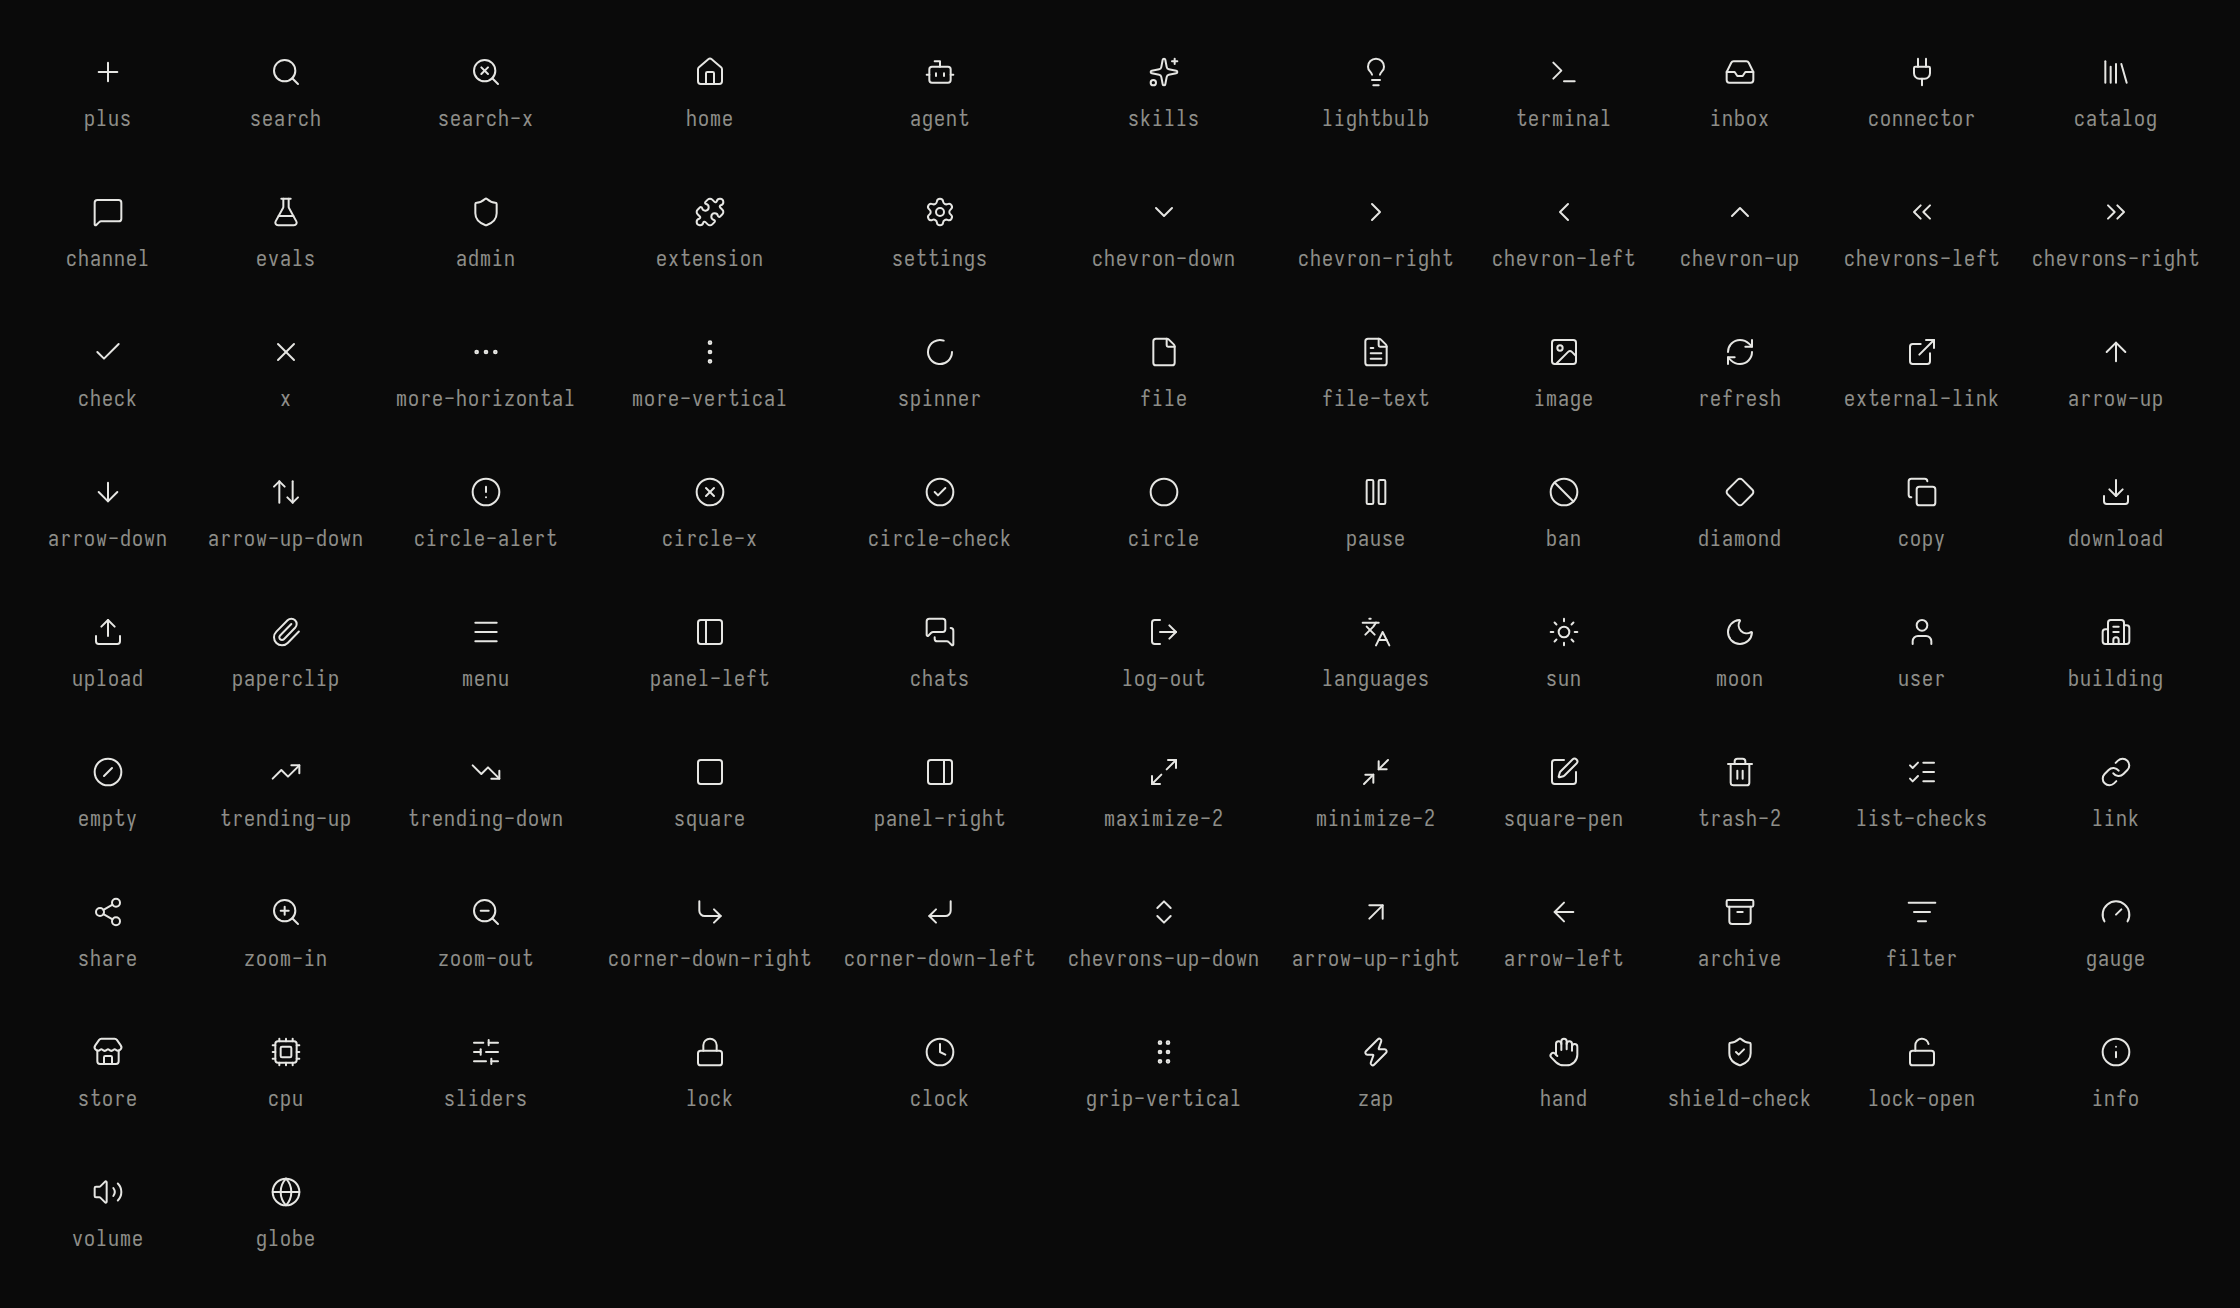 plus search search-x home agent skills lightbulb terminal inbox connector catalog
channel evals admin extension settings chevron-down chevron-right chevron-left chevron-up chevrons-left chevrons-right
check x more-horizontal more-vertical spinner file file-text image refresh external-link arrow-up
arrow-down arrow-up-down circle-alert circle-x circle-check circle pause ban diamond copy download
upload paperclip menu panel-left chats log-out languages sun moon user building
empty trending-up trending-down square panel-right maximize-2 minimize-2 square-pen trash-2 list-checks link
share zoom-in zoom-out corner-down-right corner-down-left chevrons-up-down arrow-up-right arrow-left archive filter gauge
store cpu sliders lock clock grip-vertical zap hand shield-check lock-open info
volume globe